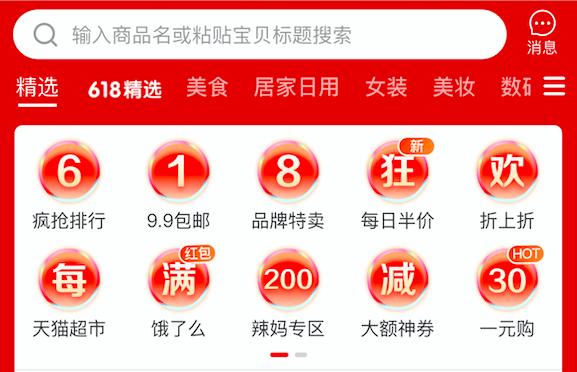 输入商品名或粘贴宝贝标题搜索
消息
精选 618精选 美食 居家日用 女装 美妆 数码
6 1 8 狂 新 欢
疯抢排行 9.9包邮 品牌特卖 每日半价 折上折
每 满 红包 200 减 30 HOT
天猫超市 饿了么 辣妈专区 大额神券 一元购